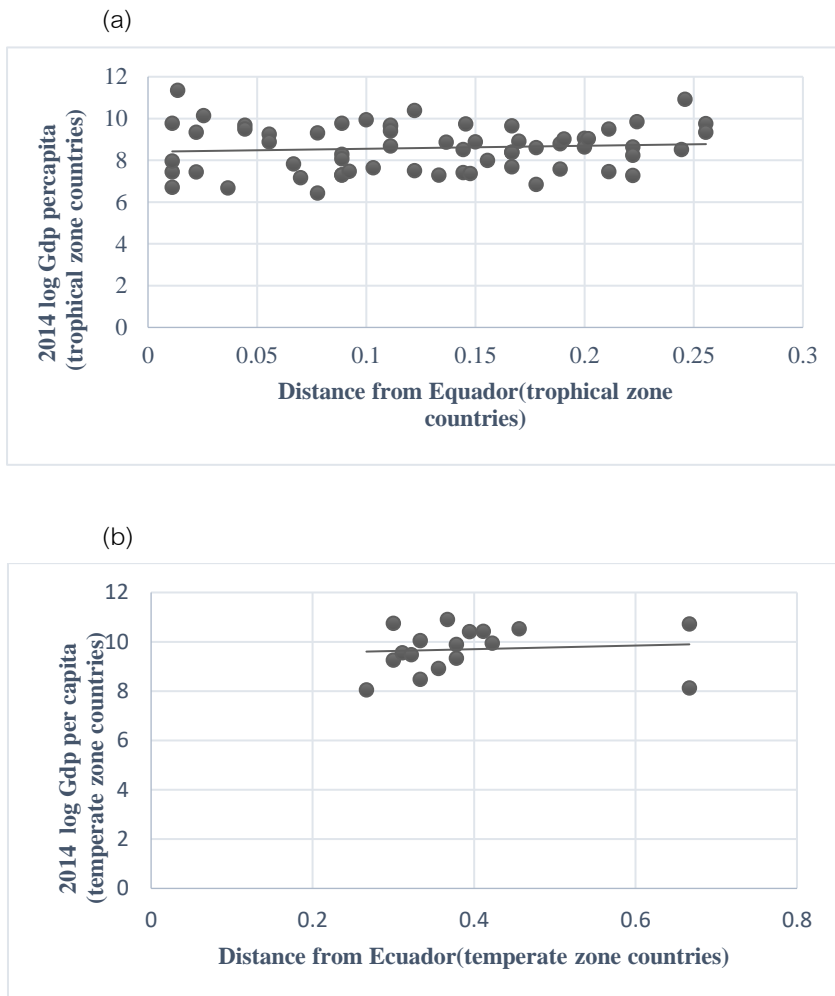 (a)
12
10
8
6
4
2
0
0 0.05 0.1 0.15 0.2 0.25 0.3
2014 log Gdp percapita
(trophical zone countries)
Distance from Equador(trophical zone
countries)
(b)
12
10
8
6
4
2
0
0 0.2 0.4 0.6 0.8
2014 log Gdp per capita
(temperate zone countries)
Distance from Ecuador(temperate zone countries)